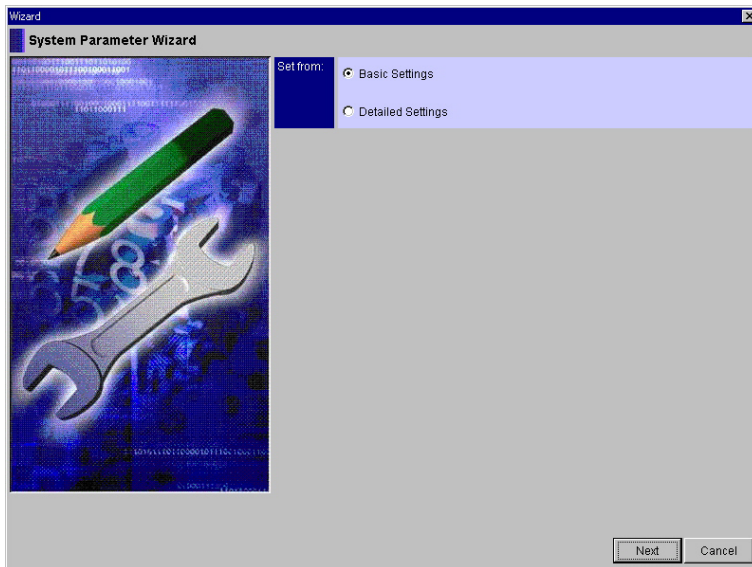 Wizard
System Parameter Wizard
Set from:
Basic Settings
Detailed Settings
Next
Cancel